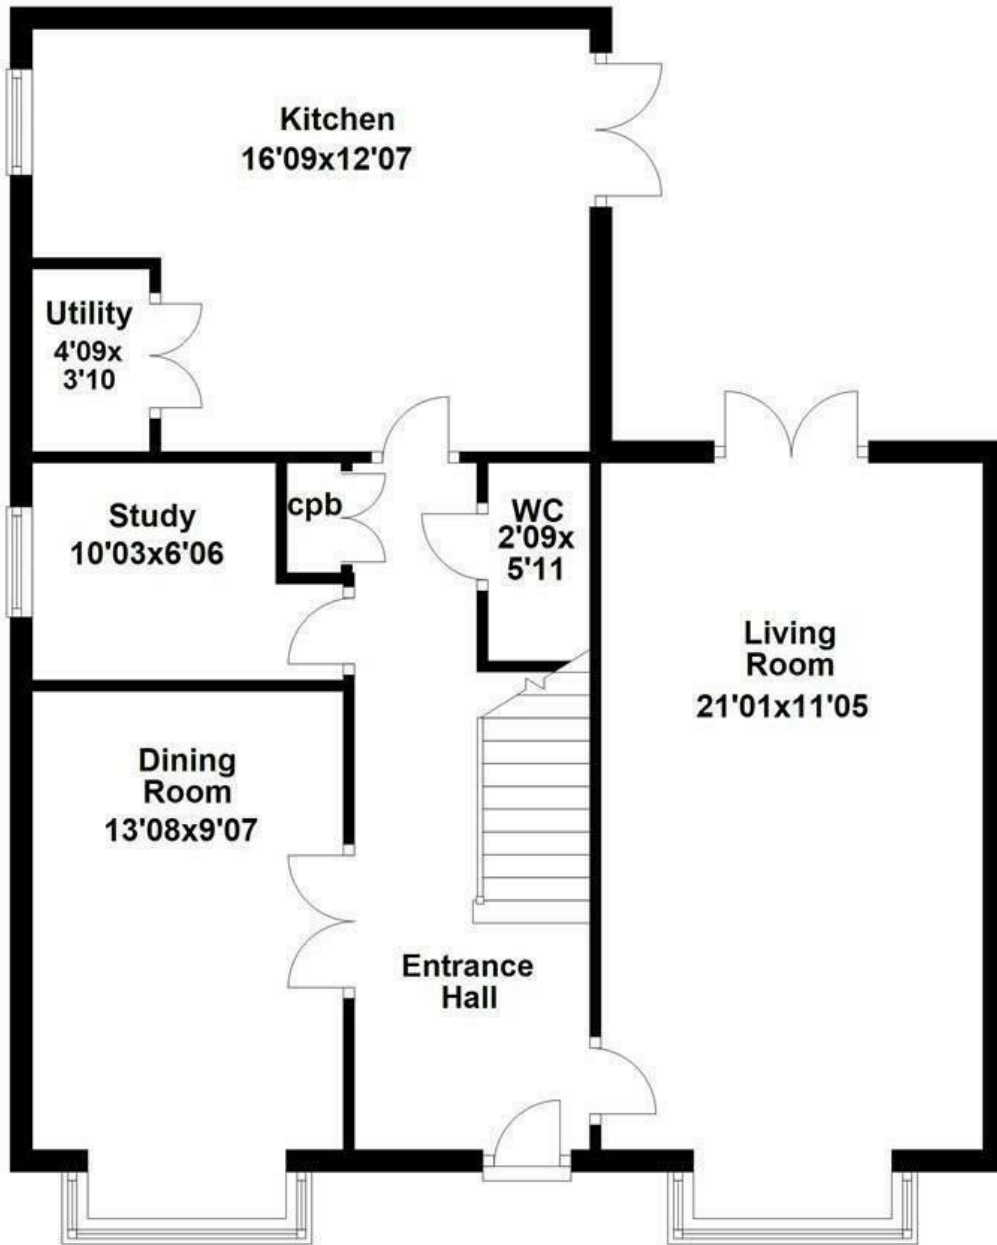 Kitchen
16'09x12'07
Utility
4'09x
3'10
Study
10'03x6'06
cpb
WC
2'09x
5'11
Living
Room
21'01x11'05
Dining
Room
13'08x9'07
Entrance
Hall